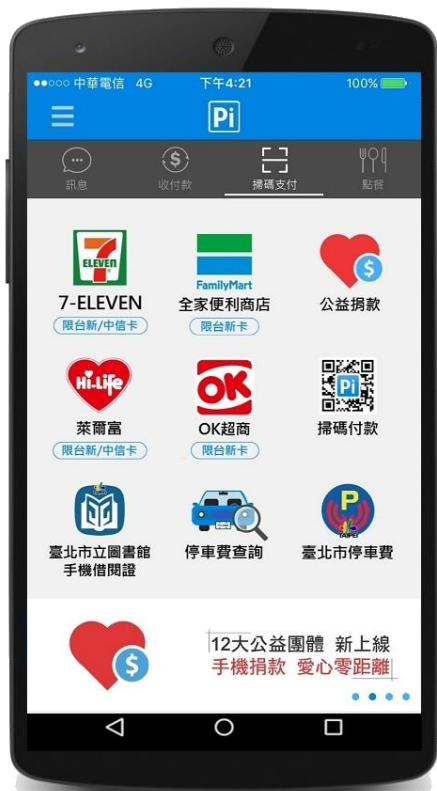 中華電信 4G 下午4:21 100%
Pi
訊息 收付款 掃碼支付 點餐
7 ELEVEN
FamilyMart
7-ELEVEN 全家便利商店 公益捐款
限台新/中信卡 限台新卡
Hi-Life OK Pi
萊爾富 OK超商 掃碼付款
限台新/中信卡 限台新卡
P
TAIPEI
臺北市立圖書館 停車費查詢 臺北市停車費
手機借閱證
12大公益團體 新上線
手機捐款 愛心零距離